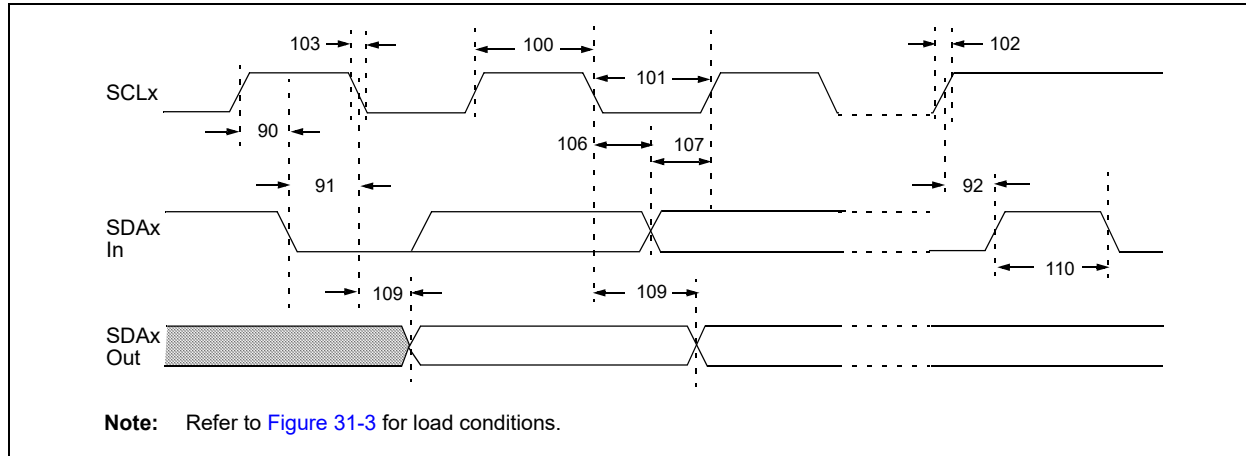 103
100
102
101
SCLx
90
106
107
91
92
SDAx
In
110
109
109
SDAx
Out
Note: Refer to Figure 31-3 for load conditions.